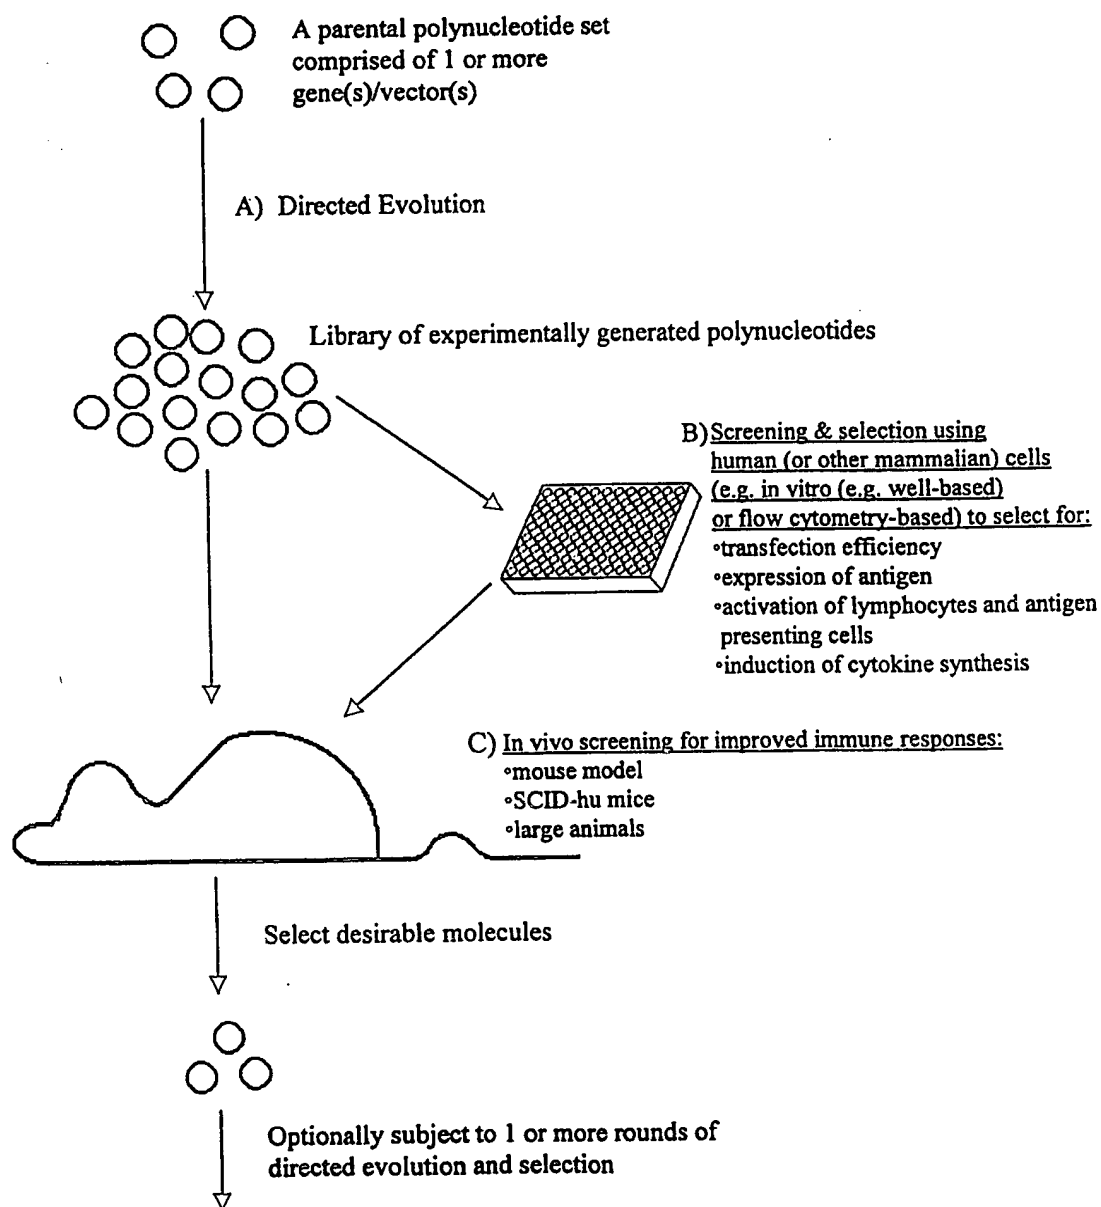 A parental polynucleotide set
comprised of 1 or more
gene(s)/vector(s)
A) Directed Evolution
Library of experimentally generated polynucleotides
B) Screening & selection using
human (or other mammalian) cells
(e.g. in vitro (e.g. well-based)
or flow cytometry-based) to select for:
∘transfection efficiency
∘expression of antigen
∘activation of lymphocytes and antigen
presenting cells
∘induction of cytokine synthesis
C) In vivo screening for improved immune responses:
∘mouse model
∘SCID-hu mice
∘large animals
Select desirable molecules
Optionally subject to 1 or more rounds of
directed evolution and selection